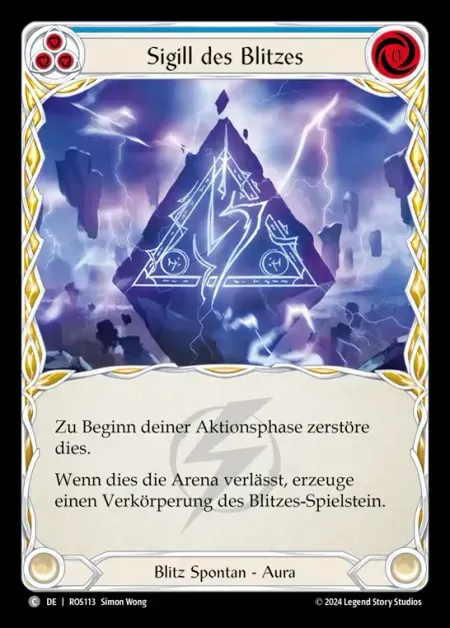 Sigill des Blitzes
0
Zu Beginn deiner Aktionsphase zerstöre
dies.
Wenn dies die Arena verlässt, erzeuge
einen Verkörperung des Blitzes-Spielstein.
Blitz Spontan - Aura
C DE | ROS113 Simon Wong © 2024 Legend Story Studios